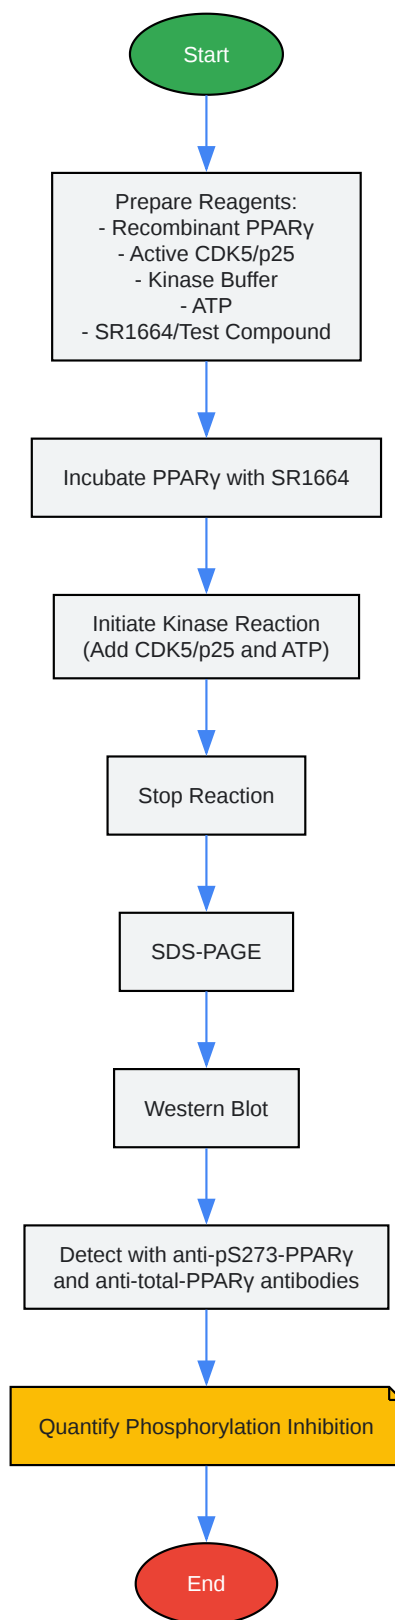 Start
Prepare Reagents:
- Recombinant PPARγ
- Active CDK5/p25
- Kinase Buffer
- ATP
- SR1664/Test Compound
Incubate PPARγ with SR1664
Initiate Kinase Reaction
(Add CDK5/p25 and ATP)
Stop Reaction
SDS-PAGE
Western Blot
Detect with anti-pS273-PPARγ
and anti-total-PPARγ antibodies
Quantify Phosphorylation Inhibition
End